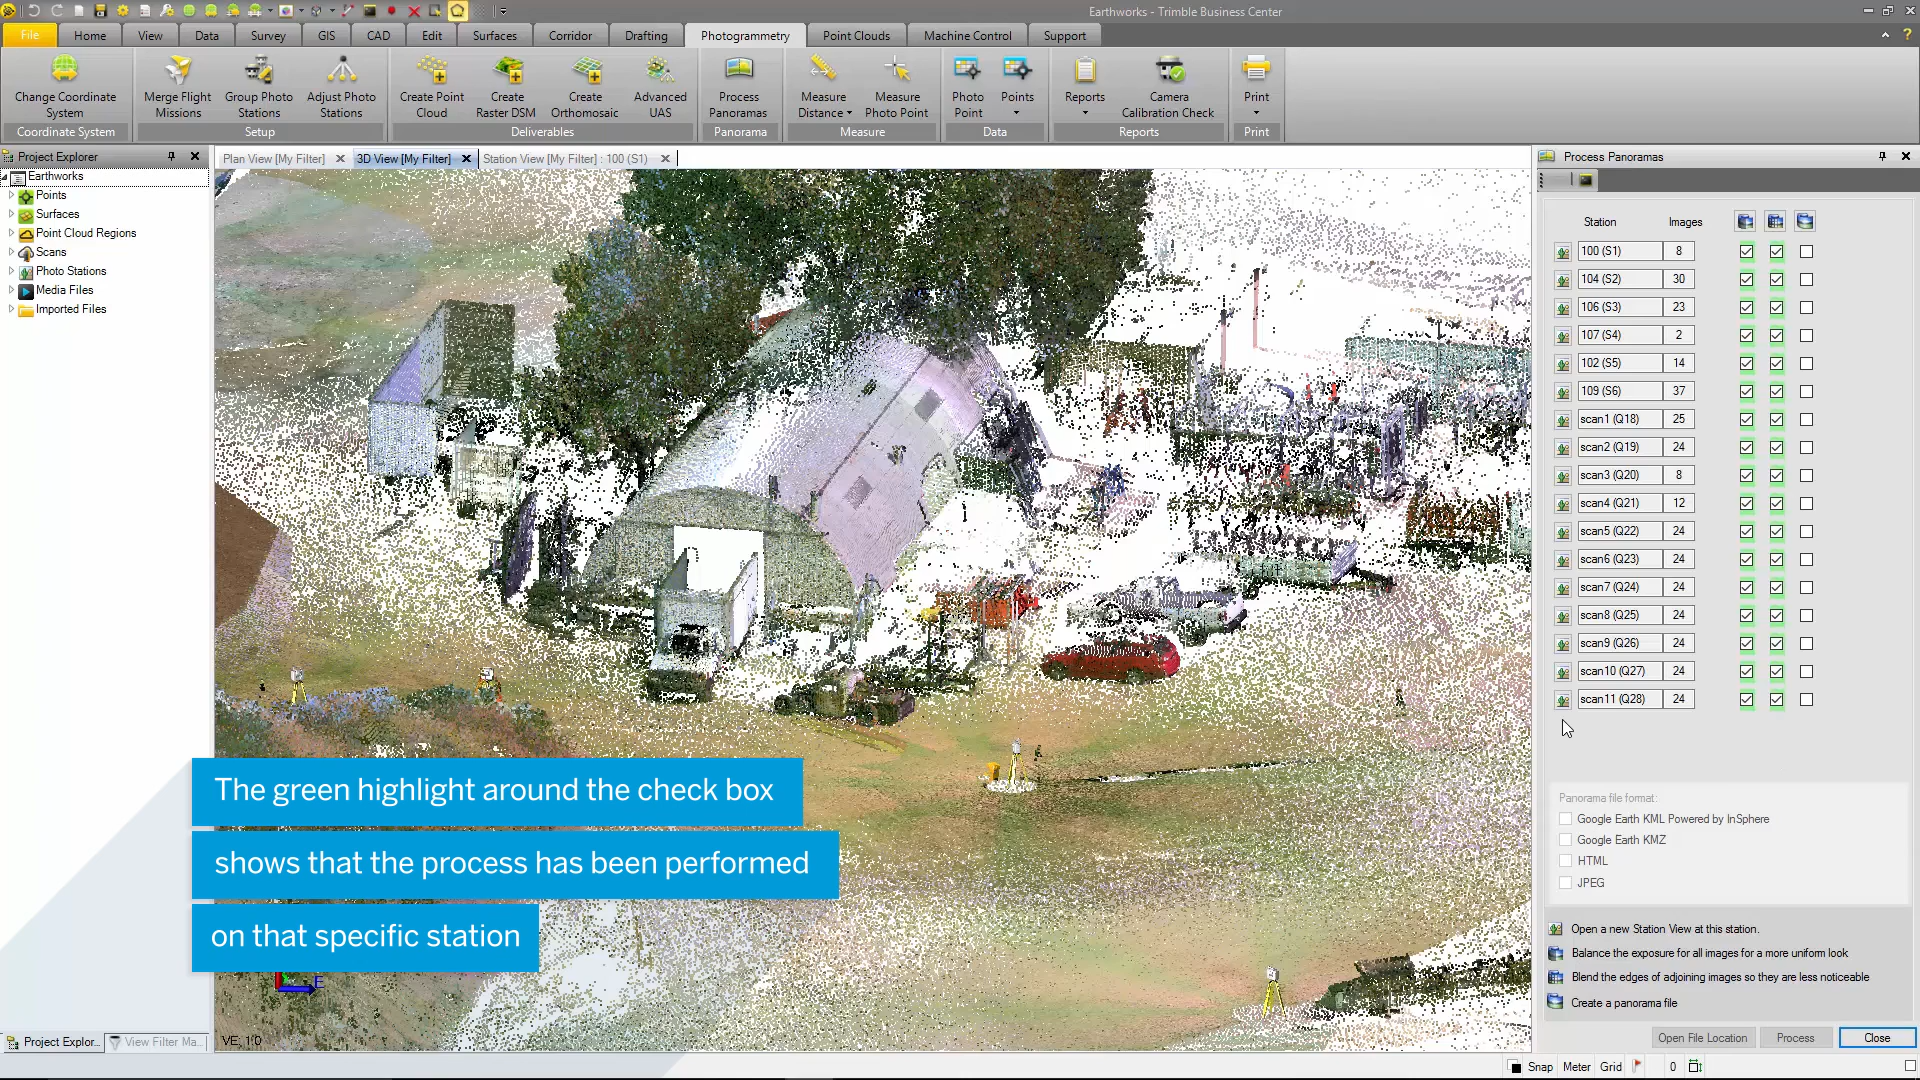 Earthworks - Trimble Business Center
File Home View Data Survey GIS CAD Edit Surfaces Corridor Drafting Photogrammetry Point Clouds Machine Control Support
Change Coordinate System
Coordinate System
Merge Flight Missions
Group Photo Stations
Adjust Photo Stations
Setup
Create Point Cloud
Create Raster DSM
Create Orthomosaic
Advanced UAS
Deliverables
Process Panoramas
Panorama
Measure Distance
Measure Photo Point
Measure
Photo Point
Points
Data
Reports
Camera Calibration Check
Reports
Print
Print
Project Explorer
Earthworks
Points
Surfaces
Point Cloud Regions
Scans
Photo Stations
Media Files
Imported Files
Plan View [My Filter] 3D View [My Filter] Station View [My Filter] : 100 (S1)
Process Panoramas
Station Images
100 (S1) 8
104 (S2) 30
106 (S3) 23
107 (S4) 2
102 (S5) 14
109 (S6) 37
scan1 (Q18) 25
scan2 (Q19) 24
scan3 (Q20) 8
scan4 (Q21) 12
scan5 (Q22) 24
scan6 (Q23) 24
scan7 (Q24) 24
scan8 (Q25) 24
scan9 (Q26) 24
scan10 (Q27) 24
scan11 (Q28) 24
Panorama file format:
Google Earth KML Powered by InSphere
Google Earth KMZ
HTML
JPEG
Open a new Station View at this station.
Balance the exposure for all images for a more uniform look
Blend the edges of adjoining images so they are less noticeable
Create a panorama file
Open File Location Process Close
The green highlight around the check box
shows that the process has been performed
on that specific station
E
VE: 1.0
Project Explor... View Filter Ma...
Snap Meter Grid 0